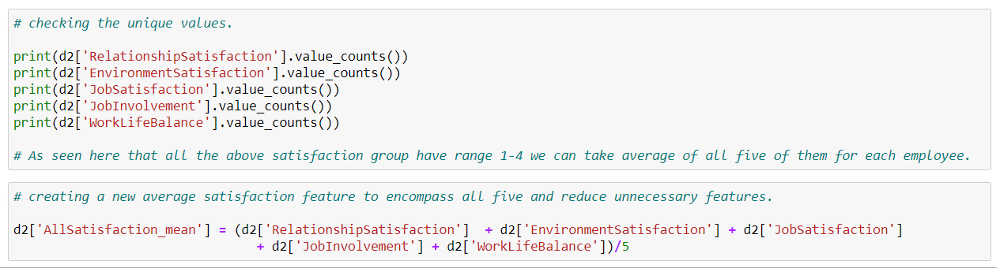 # checking the unique values.
print(d2['RelationshipSatisfaction'].value_counts())
print(d2['EnvironmentSatisfaction'].value_counts())
print(d2['JobSatisfaction'].value_counts())
print(d2['JobInvolvement'].value_counts())
print(d2['WorkLifeBalance'].value_counts())
# As seen here that all the above satisfaction group have range 1-4 we can take average of all five of them for each employee.
# creating a new average satisfaction feature to encompass all five and reduce unnecessary features.
d2['AllSatisfaction_mean'] = (d2['RelationshipSatisfaction']  + d2['EnvironmentSatisfaction'] + d2['JobSatisfaction']
+ d2['JobInvolvement'] + d2['WorkLifeBalance'])/5